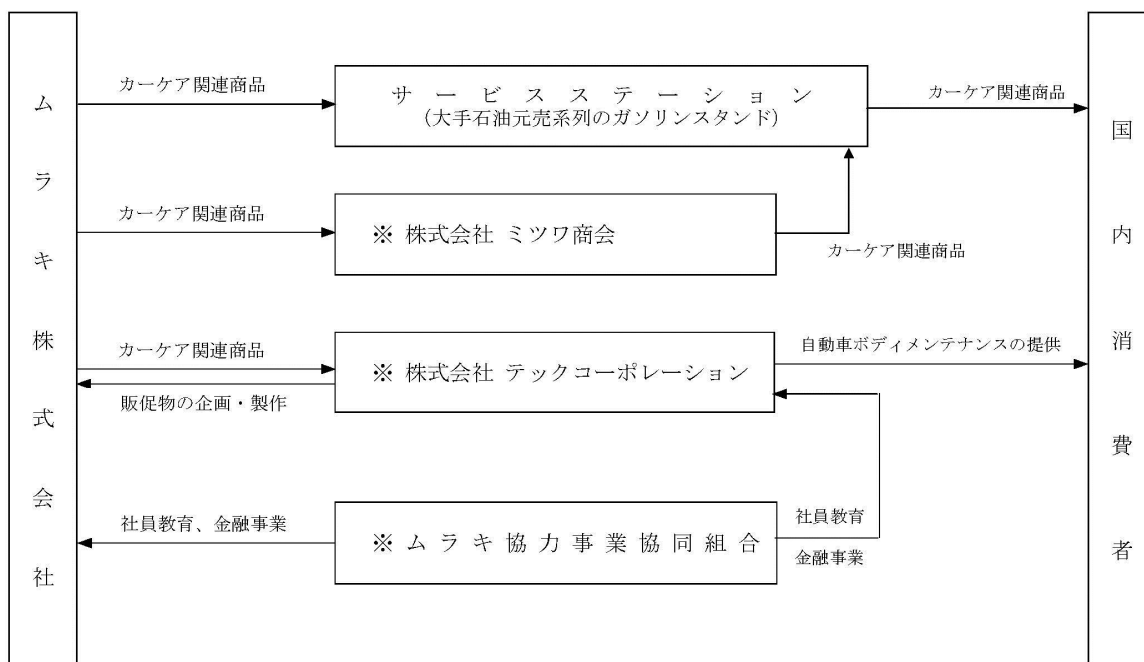 ムラキ株式会社
カーケア関連商品
サービスステーション
(大手石油元売系列のガソリンスタンド)
カーケア関連商品
カーケア関連商品
※ 株式会社 ミツワ商会
カーケア関連商品
カーケア関連商品
販促物の企画・製作
※ 株式会社 テックコーポレーション
自動車ボディメンテナンスの提供
社員教育、金融事業
※ ムラキ協力事業協同組合
社員教育
金融事業
国内消費者